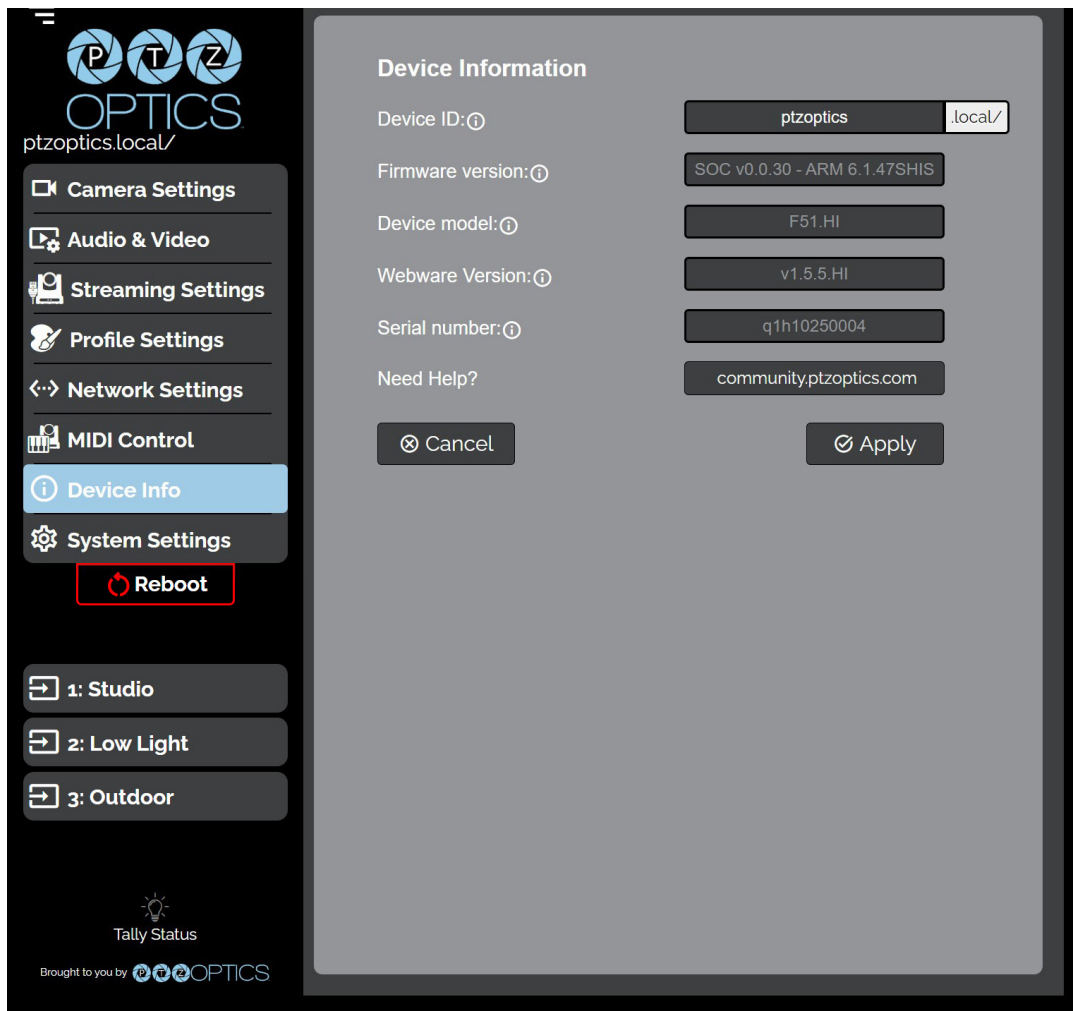 PTZ
OPTICS
ptzoptics.local/
Camera Settings
Audio & Video
Streaming Settings
Profile Settings
Network Settings
MIDI Control
Device Info
System Settings
Reboot
1: Studio
2: Low Light
3: Outdoor
Tally Status
Brought to you by PTZOPTICS
Device Information
Device ID: ptzoptics .local/
Firmware version: SOC v0.0.30 - ARM 6.1.47SHIS
Device model: F51.HI
Webware Version: v1.5.5.HI
Serial number: q1h10250004
Need Help? community.ptzoptics.com
Cancel Apply